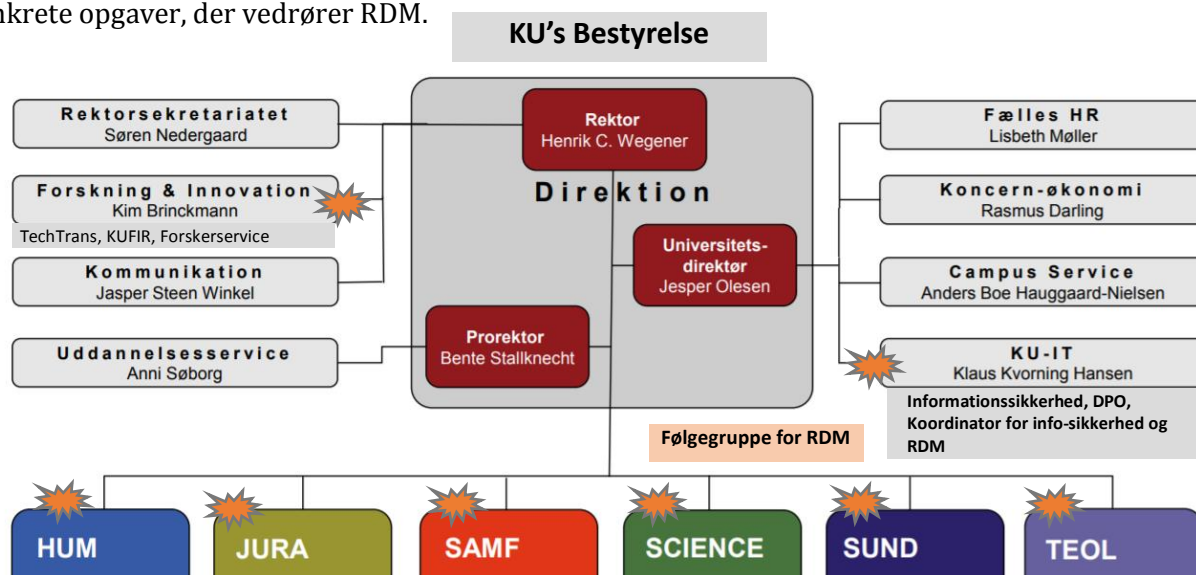 nkrete opgaver, der vedrører RDM.
KU's Bestyrelse
Rektorsekretariatet
Søren Nedergaard
Forskning & Innovation
Kim Brinckmann
TechTrans, KUFIR, Forskerservice
Kommunikation
Jasper Steen Winkel
Uddannelsesservice
Anni Søborg
Rektor
Henrik C. Wegener
Direktion
Universitets-
direktør
Jesper Olesen
Prorektor
Bente Stallknecht
Fælles HR
Lisbeth Møller
Koncern-økonomi
Rasmus Darling
Campus Service
Anders Boe Hauggaard-Nielsen
KU-IT
Klaus Kvorning Hansen
Informationssikkerhed, DPO,
Koordinator for info-sikkerhed og
RDM
Følgegruppe for RDM
HUM
JURA
SAMF
SCIENCE
SUND
TEOL